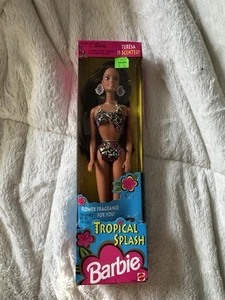 TERESA
IS SCENTED!
FLOWER FRAGRANCE
FOR YOU!
TROPICAL
SPLASH
Barbie